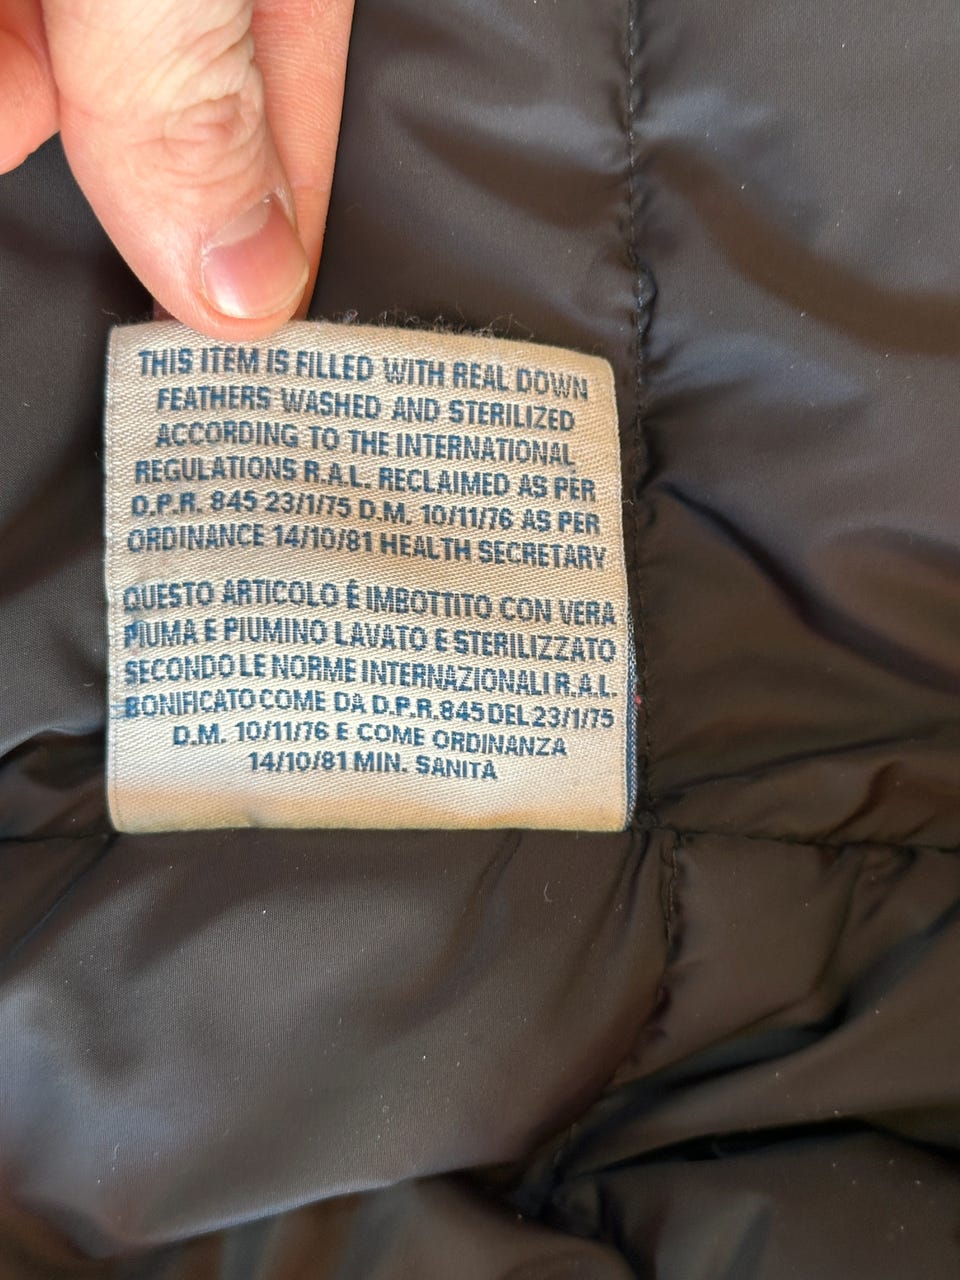 THIS ITEM IS FILLED WITH REAL DOWN
FEATHERS WASHED AND STERILIZED
ACCORDING TO THE INTERNATIONAL
REGULATIONS R.A.L. RECLAIMED AS PER
D.P.R. 845 23/1/75 D.M. 10/11/76 AS PER
ORDINANCE 14/10/81 HEALTH SECRETARY
QUESTO ARTICOLO É IMBOTTITO CON VERA
PIUMA E PIUMINO LAVATO E STERILIZZATO
SECONDO LE NORME INTERNAZIONALI R.A.L.
BONIFICATO COME DA D.P.R.845 DEL 23/1/75
D.M. 10/11/76 E COME ORDINANZA
14/10/81 MIN. SANITA